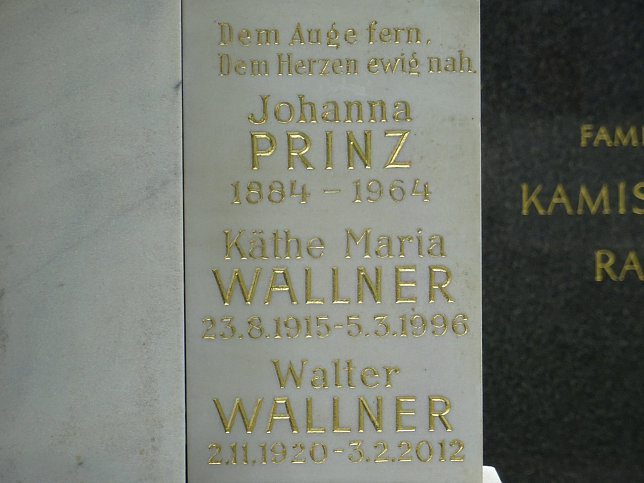 Dem Auge fern,
Dem Herzen ewig nah.
Johanna
PRINZ
1884 - 1964
Käthe Maria
WALLNER
23.8.1915-5.3.1996
Walter
WALLNER
2.11.1920-3.2.2012
FAMI
KAMIS
RA